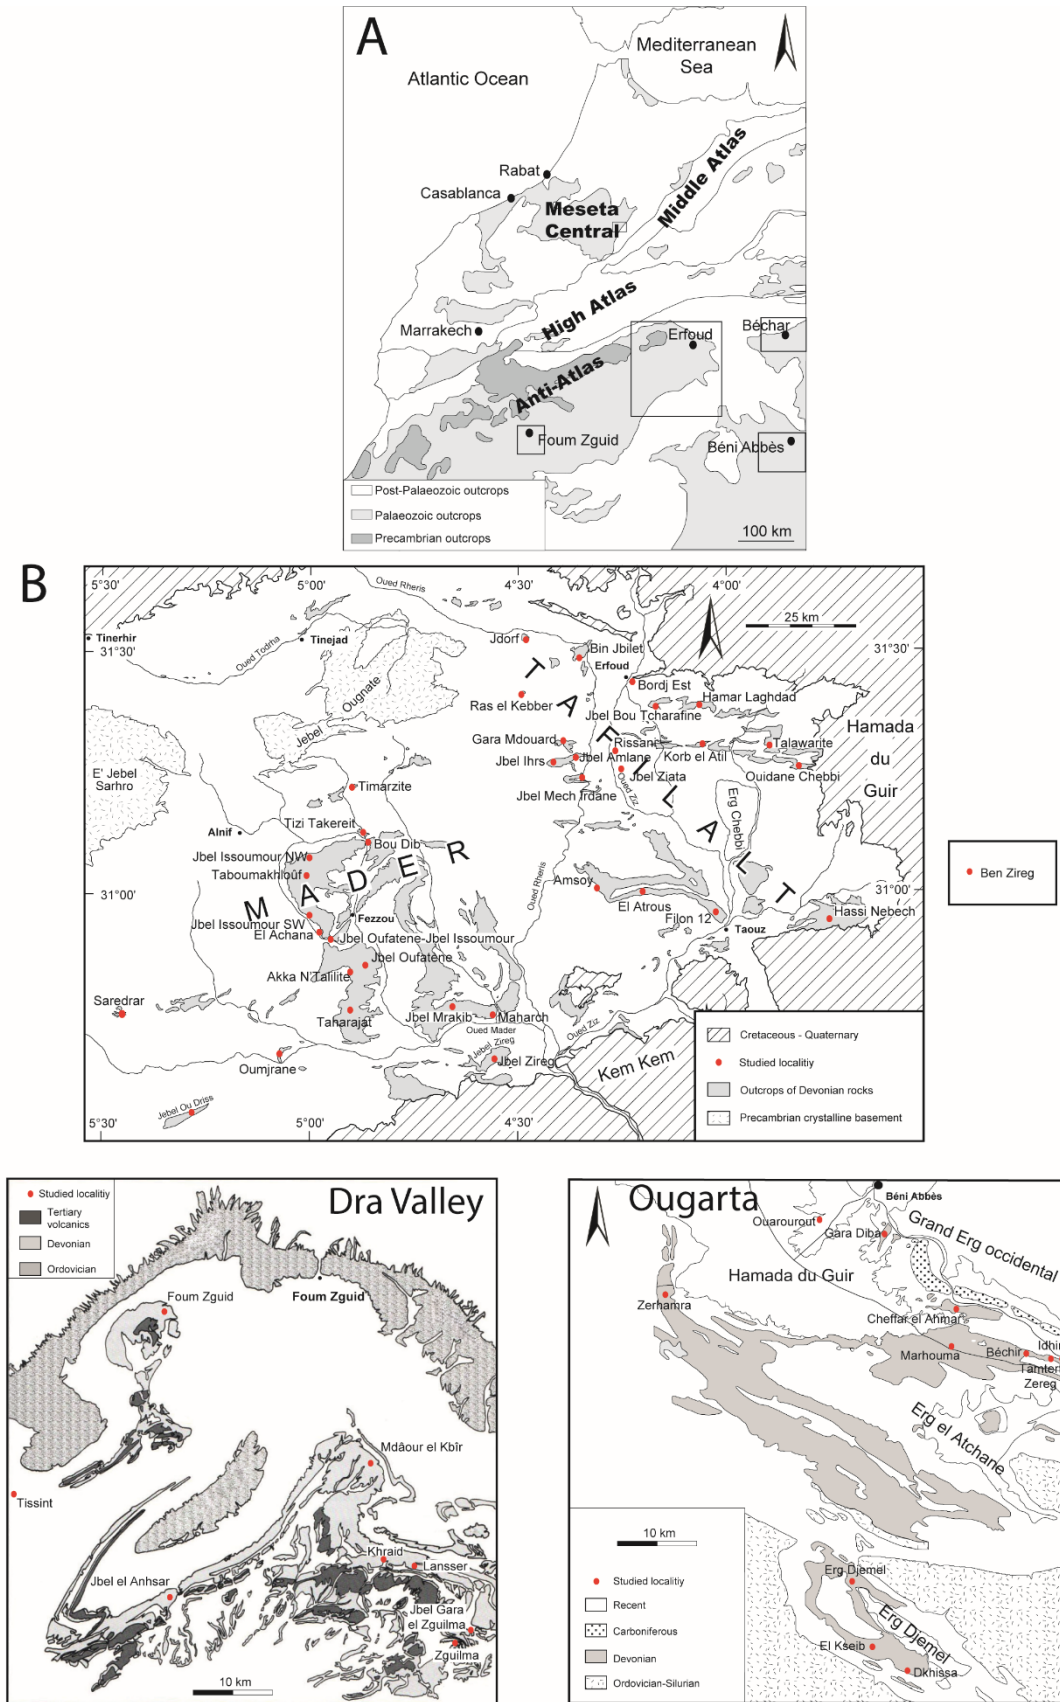 A
Mediterranean
Sea
Atlantic Ocean
Rabat
Casablanca
Middle Atlas
Meseta
Central
High Atlas
Marrakech
Erfoud
Béchar
Anti-Atlas
Foum Zguid
Béni Abbès
Post-Palaeozoic outcrops
Palaeozoic outcrops
Precambrian outcrops
100 km
B
5°30'
5°00'
4°30'
4°00'
Oued Rheris
25 km
Tinerhir
Oued Todrha
Tinejad
Jdorf
31°30'
Bin Jbilet
31°30'
Erfoud
Bordj Est
Ougnate
Jebel
Ras el Kebber
Hamar Laghdad
Jbel Bou Tcharafine
TAFILALT
Hamada
du
Guir
Gara Mdouard
Rissani
Talawarite
Jbel Amlane
Korb el Atil
Jbel Ihrs
Jbel Ziata
Ouidane Chebbi
E' Jebel
Sarhro
Timarzite
Jbel Mech Irdane
Oued Ziz
Erg Chebbi
Alnif
Tizi Takereit
Bou Dib
MADER
Jbel Issoumour NW
Taboumakhlouf
Oued Rheris
Ben Zireg
31°00'
Amsoy
31°00'
El Atrous
Filon 12
Fezzou
Jbel Issoumour SW
El Achana
Hassi Nebech
Taouz
Jbel Oufatene-Jbel Issoumour
Jbel Oufatène
Akka N'Talilite
Saredrar
Taharajat
Jbel Mrakib
Maharch
Oued Mader
Oued Ziz
Jebel Zireg
Jbel Zireg
Oumjrane
Kem Kem
Jebel Ou Driss
Cretaceous - Quaternary
Studied localitiy
Outcrops of Devonian rocks
Precambrian crystalline basement
5°30'
5°00'
4°30'
Dra Valley
Studied localitiy
Tertiary
volcanics
Devonian
Ordovician
Foum Zguid
Foum Zguid
Mdâour el Kbîr
Tissint
Khraid
Lansser
Jbel el Anhsar
Jbel Gara
el Zguilma
Zguilma
10 km
Ougarta
Béni Abbès
Ouarourout
Gara Diba
Grand Erg occidental
Hamada du Guir
Zerhamra
Cheffar el Ahmar
Marhouma
Béchir
Tamtert
Zereg
Erg el Atchane
10 km
Erg Djemel
Erg Djemel
El Kseib
Dkhissa
Studied localitiy
Recent
Carboniferous
Devonian
Ordovician-Silurian